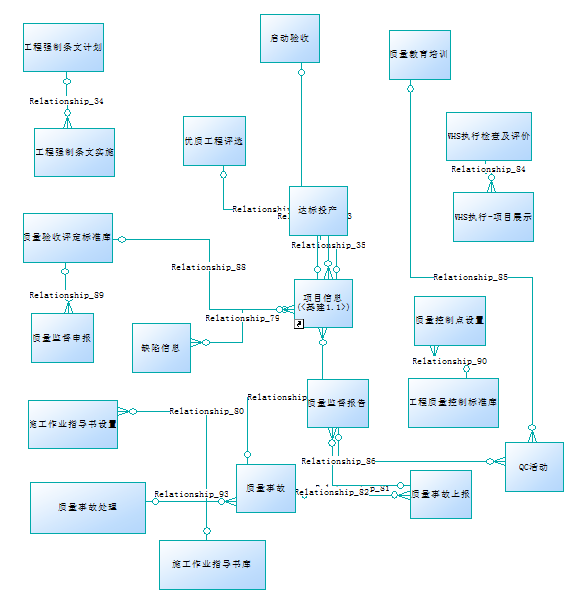 启动验收
工程强制条文计划
质量教育培训
Relationship_34
优质工程评选
WHS执行检查及评价
工程强制条文实施
Relationship_84
达标投产
WHS执行-项目展示
质量验收评定标准库
Relationship_35
Relationship_88
Relationship_85
项目信息
(<基建1.1>)
Relationship_89
Relationship_79
质量控制点设置
质量监督申报
缺陷信息
Relationship_90
质量监督报告
工程质量控制标准库
Relationship
Relationship_80
施工作业指导书设置
Relationship_86
QC活动
质量事故
Relationship_93
Relationship_82
质量事故上报
质量事故处理
施工作业指导书库